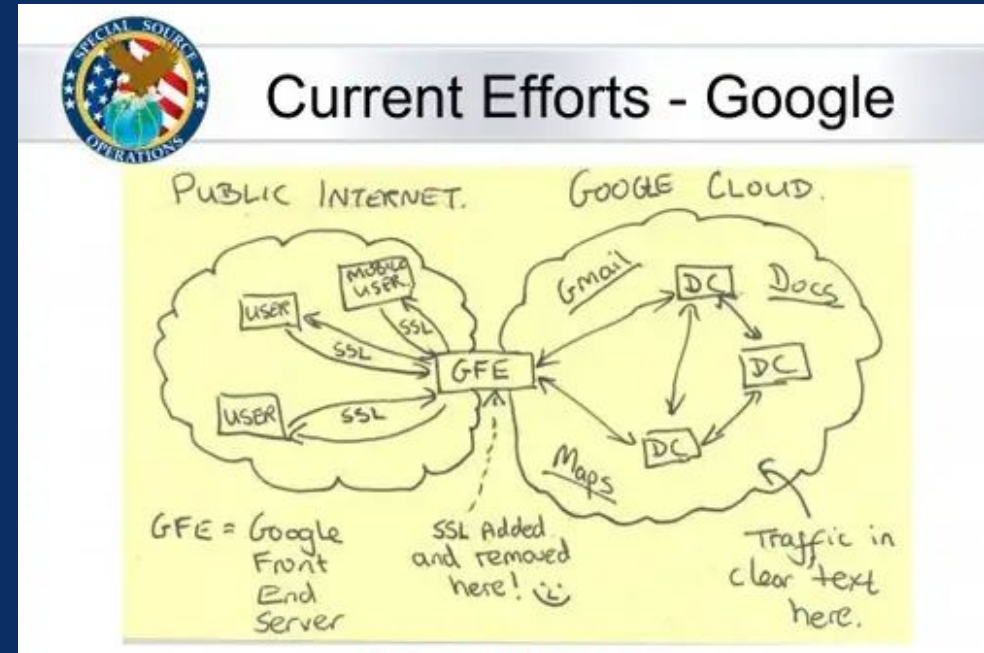 SPECIAL SOURCE
OPERATIONS
Current Efforts - Google
PUBLIC INTERNET.
GOOGLE CLOUD.
MOBILE
USER
USER
SSL
SSL
USER
SSL
GFE
Gmail
DC
Docs
DC
DC
Maps
GFE = Google
Front
End
Server
SSL Added
and removed
here! :)
Traffic in
clear text
here.